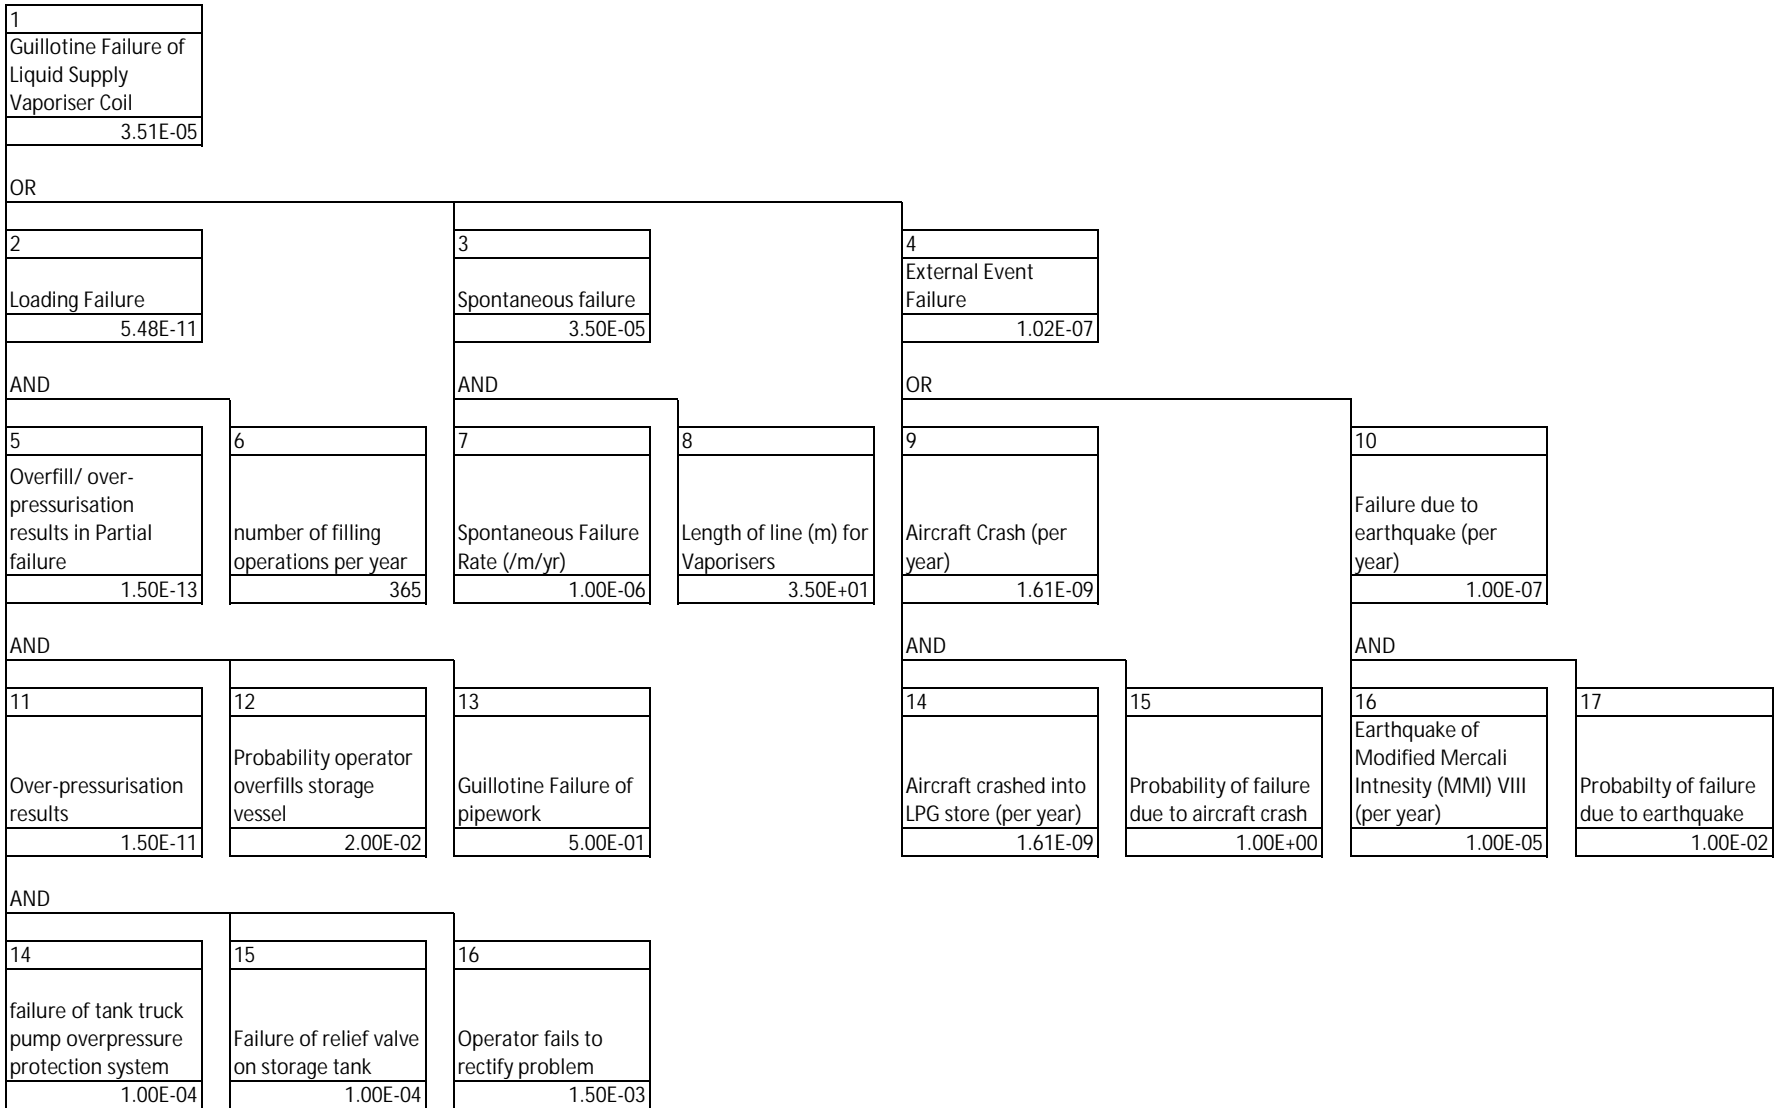 1
Guillotine Failure of
Liquid Supply
Vaporiser Coil
3.51E-05
OR
2
Loading Failure
5.48E-11
3
Spontaneous failure
3.50E-05
4
External Event
Failure
1.02E-07
AND
AND
OR
5
Overfill/ over-
pressurisation
results in Partial
failure
1.50E-13
6
number of filling
operations per year
365
7
Spontaneous Failure
Rate (/m/yr)
1.00E-06
8
Length of line (m) for
Vaporisers
3.50E+01
9
Aircraft Crash (per
year)
1.61E-09
10
Failure due to
earthquake (per
year)
1.00E-07
AND
AND
AND
11
Over-pressurisation
results
1.50E-11
12
Probability operator
overfills storage
vessel
2.00E-02
13
Guillotine Failure of
pipework
5.00E-01
14
Aircraft crashed into
LPG store (per year)
1.61E-09
15
Probability of failure
due to aircraft crash
1.00E+00
16
Earthquake of
Modified Mercali
Intnesity (MMI) VIII
(per year)
1.00E-05
17
Probabilty of failure
due to earthquake
1.00E-02
AND
14
failure of tank truck
pump overpressure
protection system
1.00E-04
15
Failure of relief valve
on storage tank
1.00E-04
16
Operator fails to
rectify problem
1.50E-03